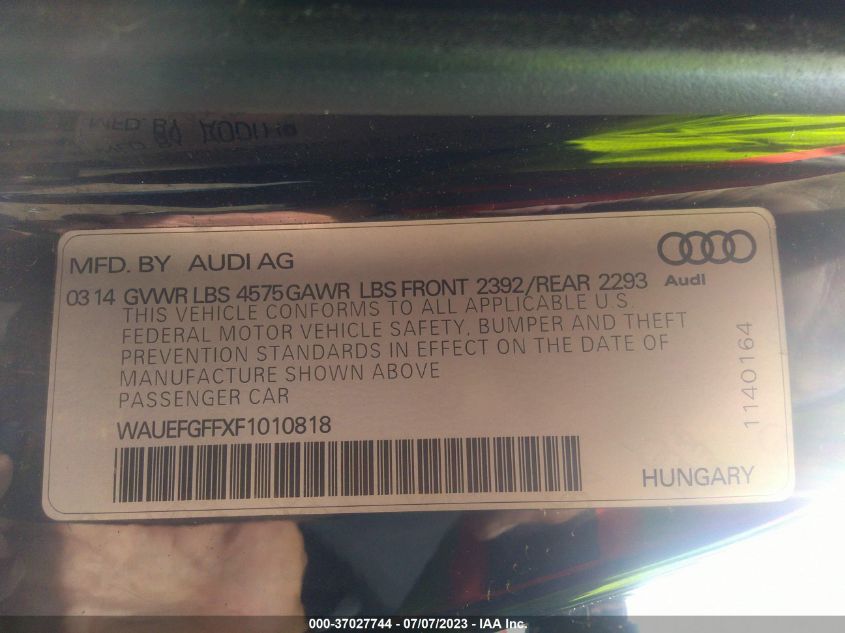 MFD. BY AUDI AG
0314 GVWR LBS 4575 GAWR LBS FRONT 2392/REAR 2293
Audi
THIS VEHICLE CONFORMS TO ALL APPLICABLE U.S.
FEDERAL MOTOR VEHICLE SAFETY, BUMPER AND THEFT
PREVENTION STANDARDS IN EFFECT ON THE DATE OF
MANUFACTURE SHOWN ABOVE
PASSENGER CAR
WAUEFGFFXF1010818
1140164
HUNGARY
000-37027744 - 07/07/2023 - IAA Inc.